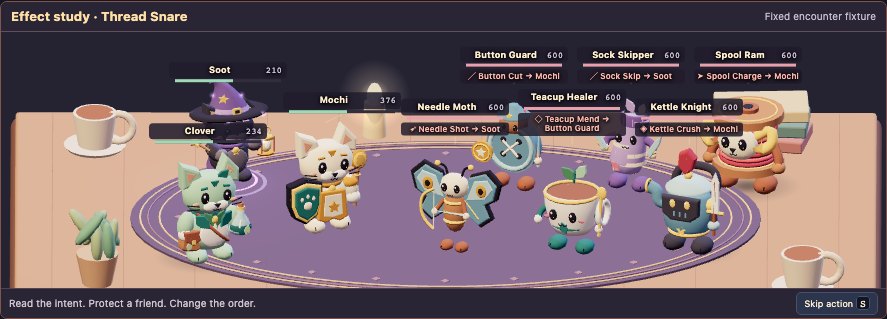 Effect study · Thread Snare
Fixed encounter fixture
Button Guard 600
／ Button Cut → Mochi
Sock Skipper 600
／ Sock Skip → Soot
Spool Ram 600
➤ Spool Charge → Mochi
Soot 210
Mochi 376
Needle Moth 600
➶ Needle Shot → Soot
Teacup Healer 600
◇ Teacup Mend →
Button Guard
Kettle Knight 600
◈ Kettle Crush → Mochi
Clover 234
Read the intent. Protect a friend. Change the order.
Skip action S